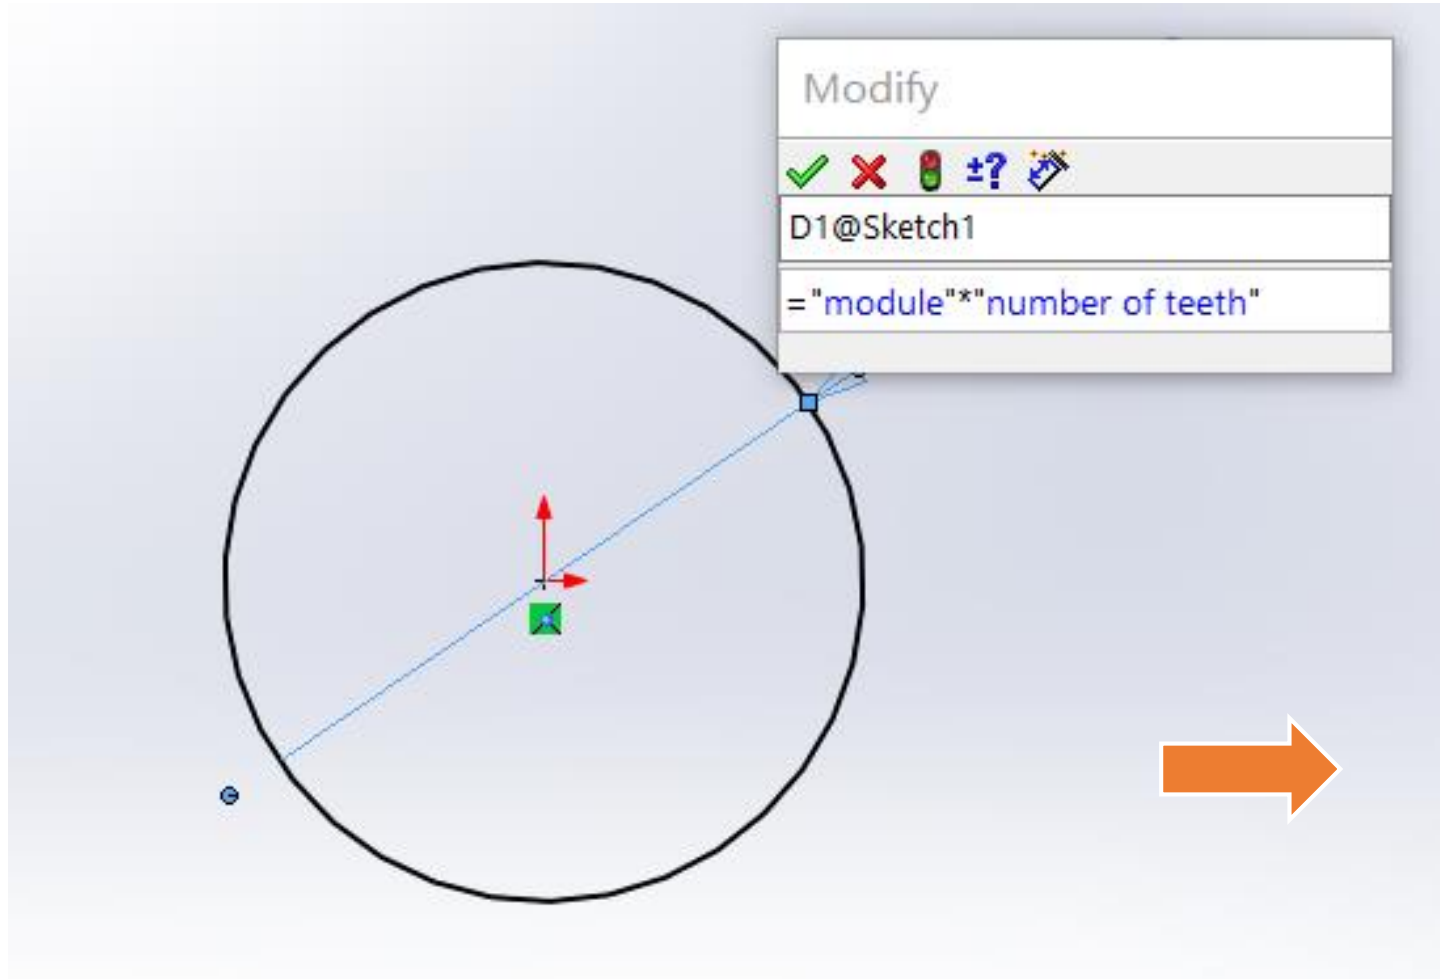 Modify
±?
D1@Sketch1
="module"*"number of teeth"